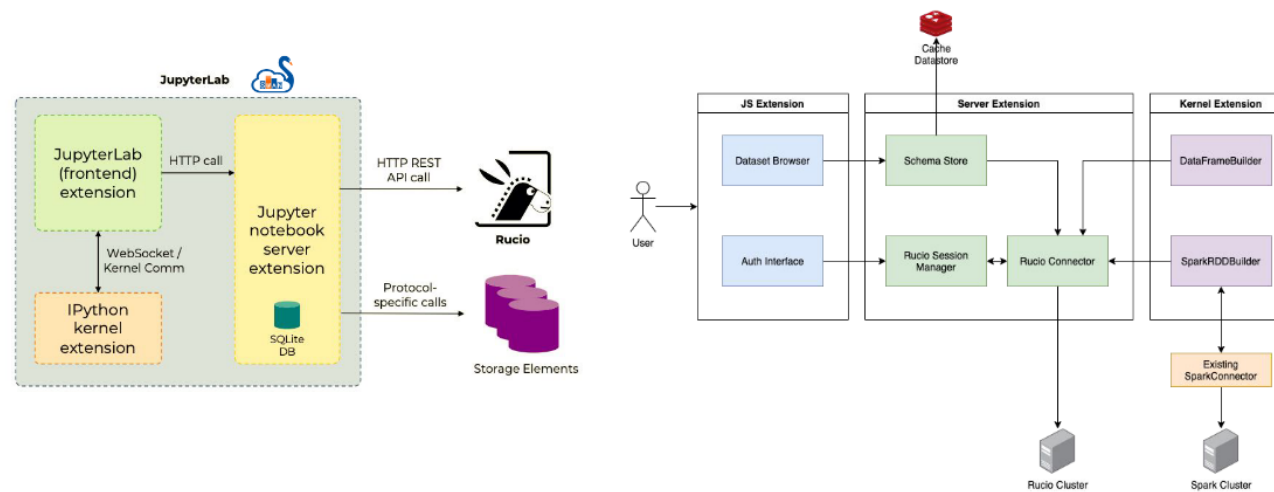 JupyterLab
JupyterLab
(frontend)
extension
HTTP call
WebSocket /
Kernel Comm
IPython
kernel
extension
Jupyter
notebook
server
extension
SQLite
DB
HTTP REST
API call
Rucio
Protocol-
specific calls
Storage Elements
Cache
Datastore
JS Extension
Server Extension
Kernel Extension
Dataset Browser
Schema Store
DataFrameBuilder
User
Auth Interface
Rucio Session
Manager
Rucio Connector
SparkRDDBuilder
Existing
SparkConnector
Rucio Cluster
Spark Cluster